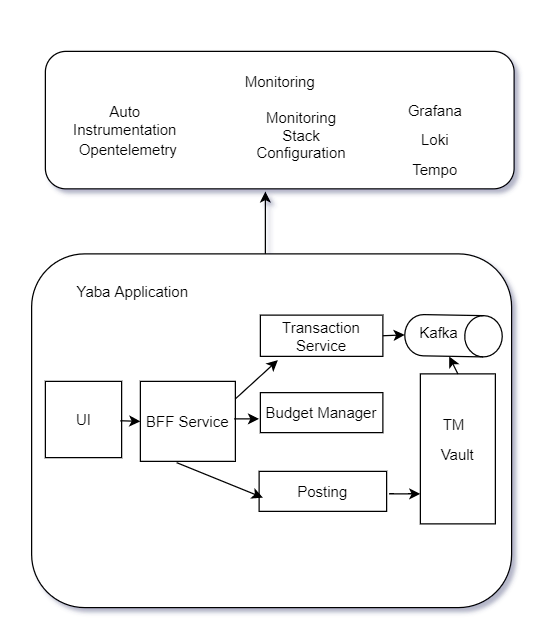 Monitoring
Auto
Instrumentation
Opentelemetry
Monitoring
Stack
Configuration
Grafana
Loki
Tempo
Yaba Application
Transaction
Service
Kafka
UI
BFF Service
Budget Manager
TM
Vault
Posting